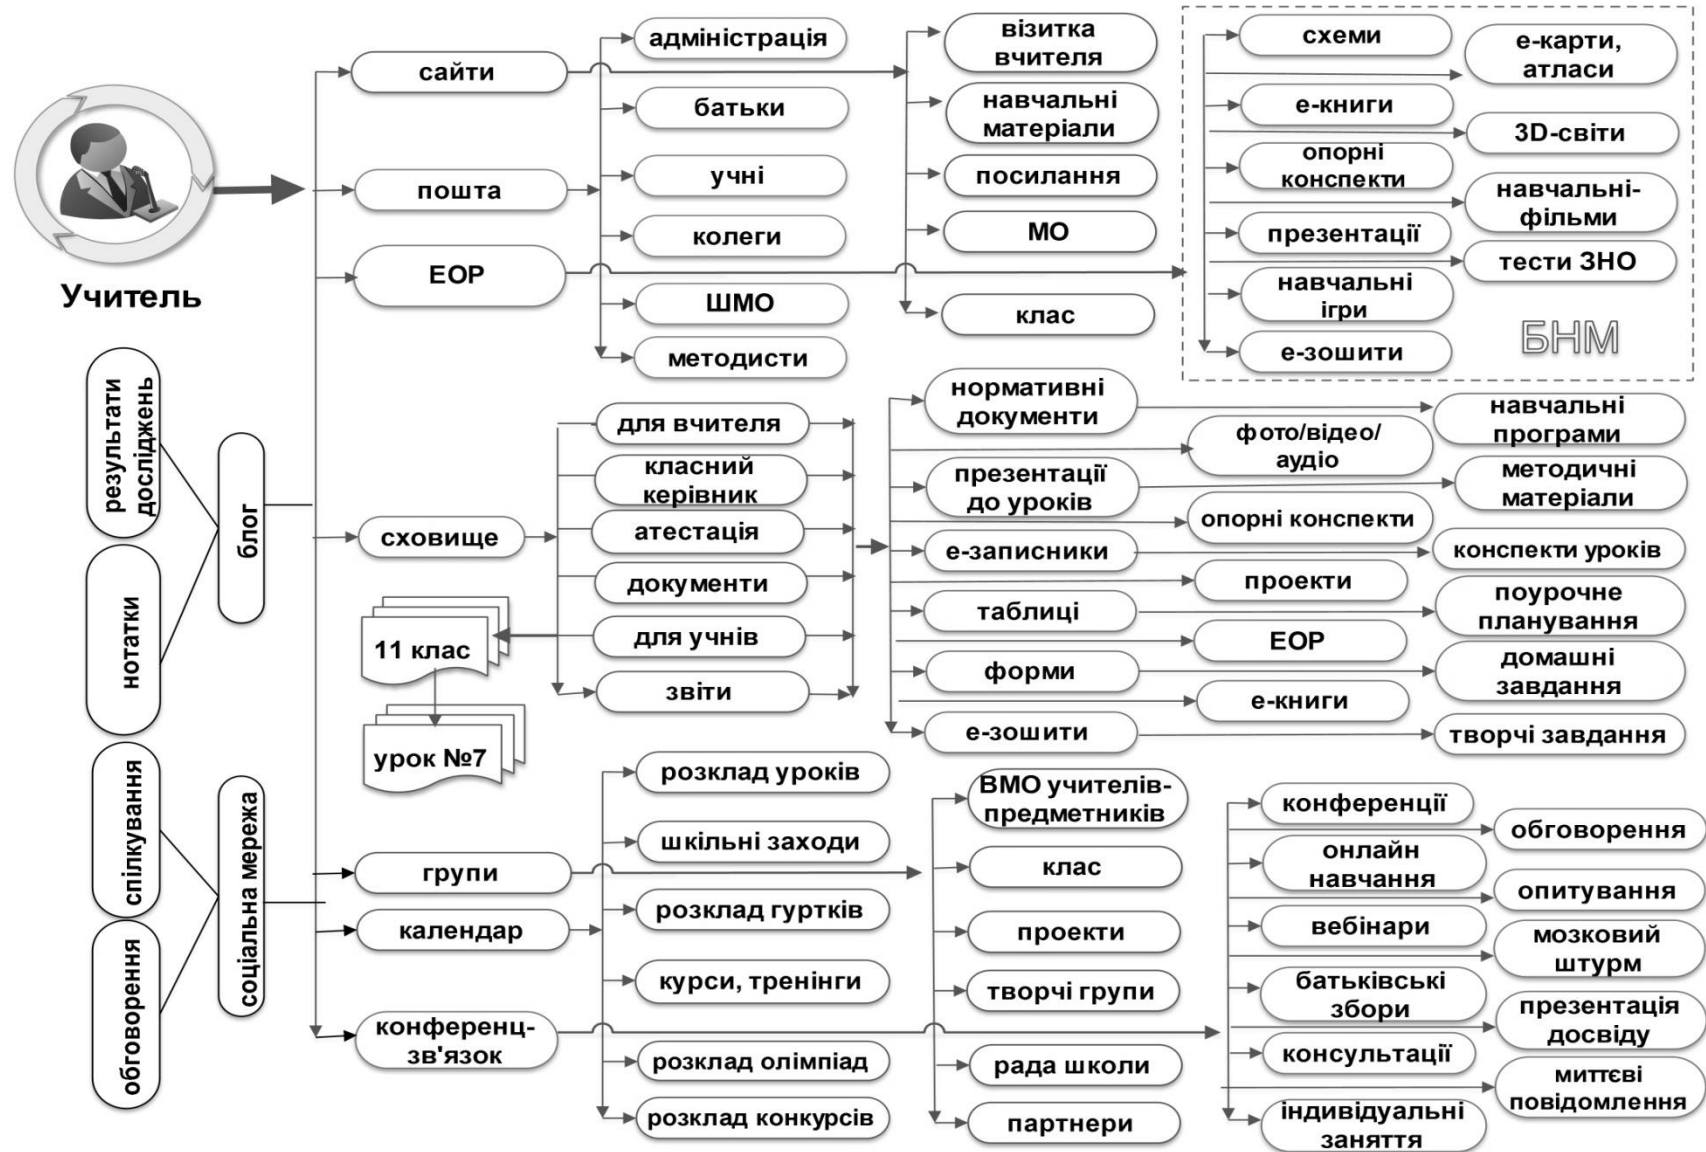 Учитель
результати
досліджень
нотатки
блог
спілкування
обговорення
соціальна мережа
сайти
пошта
ЕОР
сховище
групи
календар
конференц-
зв'язок
адміністрація
батьки
учні
колеги
ШМО
методисти
візитка
вчителя
навчальні
матеріали
посилання
МО
клас
схеми
е-карти,
атласи
е-книги
3D-світи
опорні
конспекти
навчальні-
фільми
презентації
тести ЗНО
навчальні
ігри
е-зошити
БНМ
для вчителя
класний
керівник
атестація
документи
для учнів
звіти
11 клас
урок №7
нормативні
документи
навчальні
програми
фото/відео/
аудіо
презентації
до уроків
методичні
матеріали
опорні конспекти
е-записники
конспекти уроків
проекти
таблиці
поурочне
планування
ЕОР
форми
домашні
завдання
е-книги
е-зошити
творчі завдання
розклад уроків
шкільні заходи
розклад гуртків
курси, тренінги
розклад олімпіад
розклад конкурсів
ВМО учителів-
предметників
клас
проекти
творчі групи
рада школи
партнери
конференції
обговорення
онлайн
навчання
опитування
вебінари
мозковий
штурм
батьківські
збори
презентація
досвіду
консультації
миттєві
повідомлення
індивідуальні
заняття